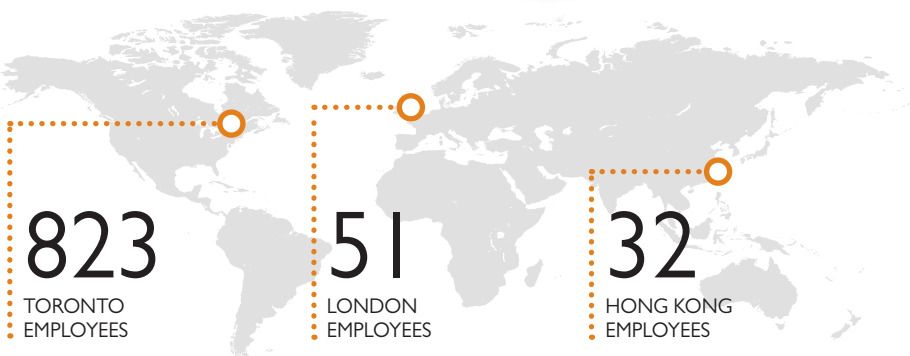 823
TORONTO
EMPLOYEES
51
LONDON
EMPLOYEES
32
HONG KONG
EMPLOYEES